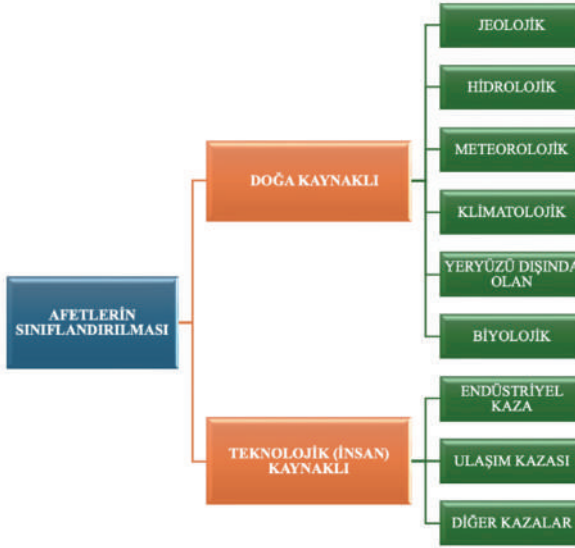 AFETLERİN
SINIFLANDIRILMASI
DOĞA KAYNAKLI
JEOLOJİK
HİDROLOJİK
METEOROLOJİK
KLİMATOLOJİK
YERYÜZÜ DIŞINDA
OLAN
BİYOLOJİK
TEKNOLOJİK (İNSAN)
KAYNAKLI
ENDÜSTRİYEL
KAZA
ULAŞIM KAZASI
DİĞER KAZALAR